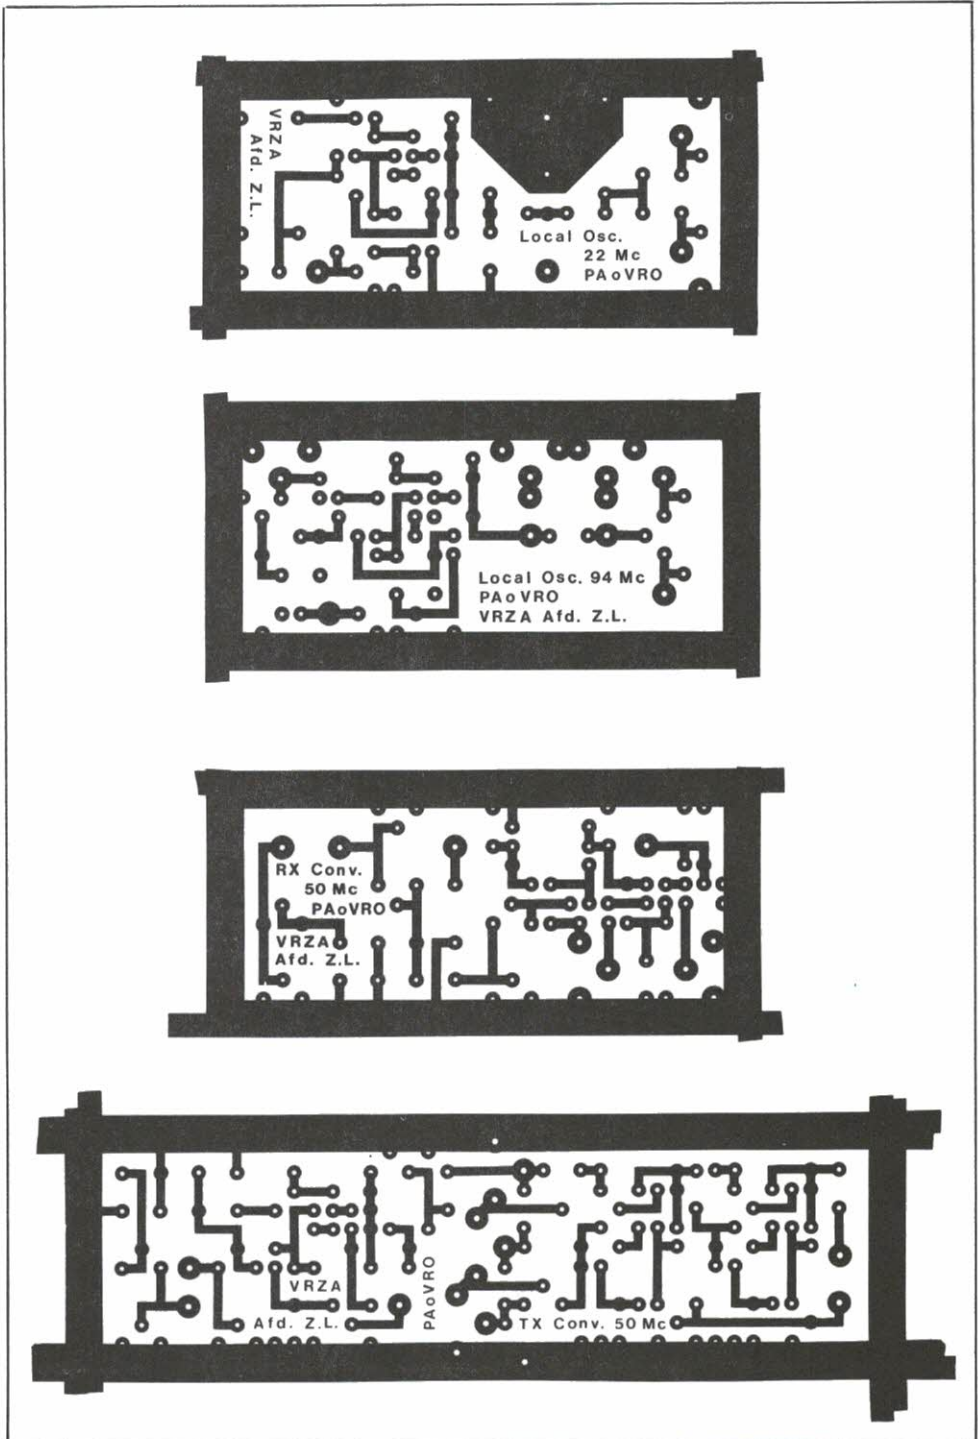 VRZA
Afd. Z.L.
Local Osc.
22 Mc
PAoVRO
Local Osc. 94 Mc
PAoVRO
VRZA Afd. Z.L.
RX Conv.
50 Mc
PAoVRO
VRZA
Afd. Z.L.
VRZA
Afd. Z.L.
PAoVRO
TX Conv. 50 Mc